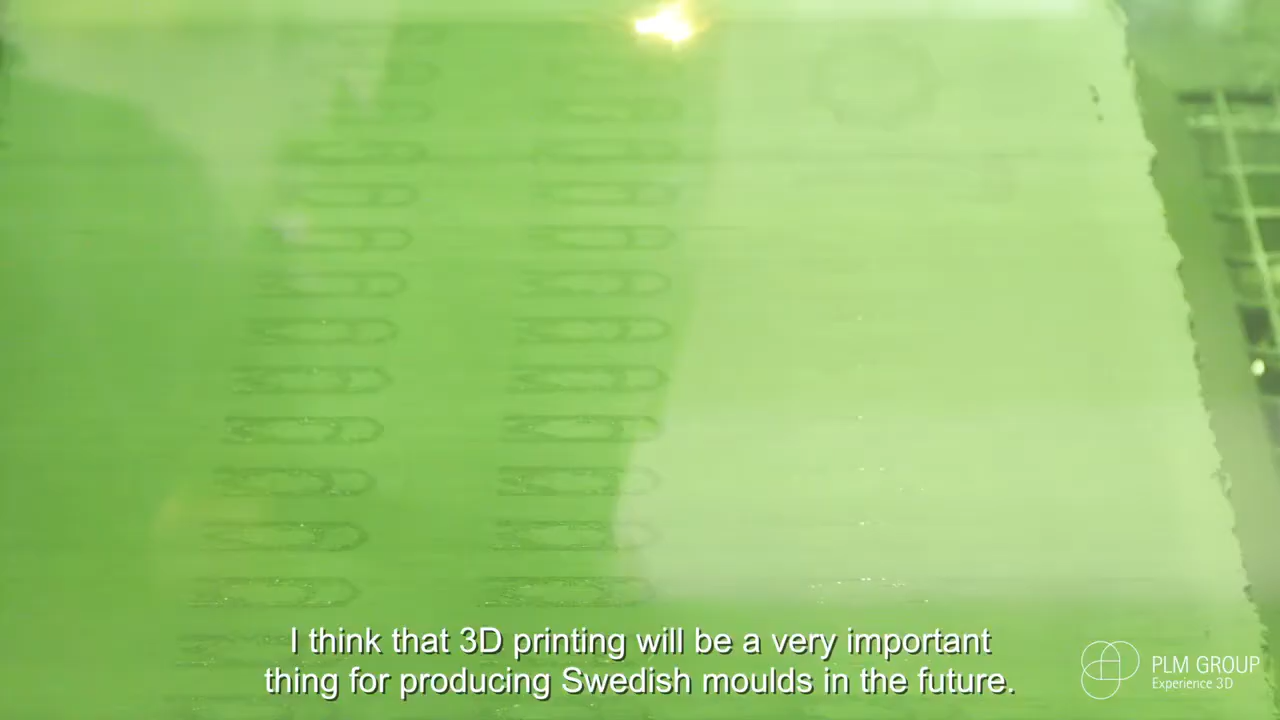 I think that 3D printing will be a very important
thing for producing Swedish moulds in the future.
PLM GROUP
Experience 3D